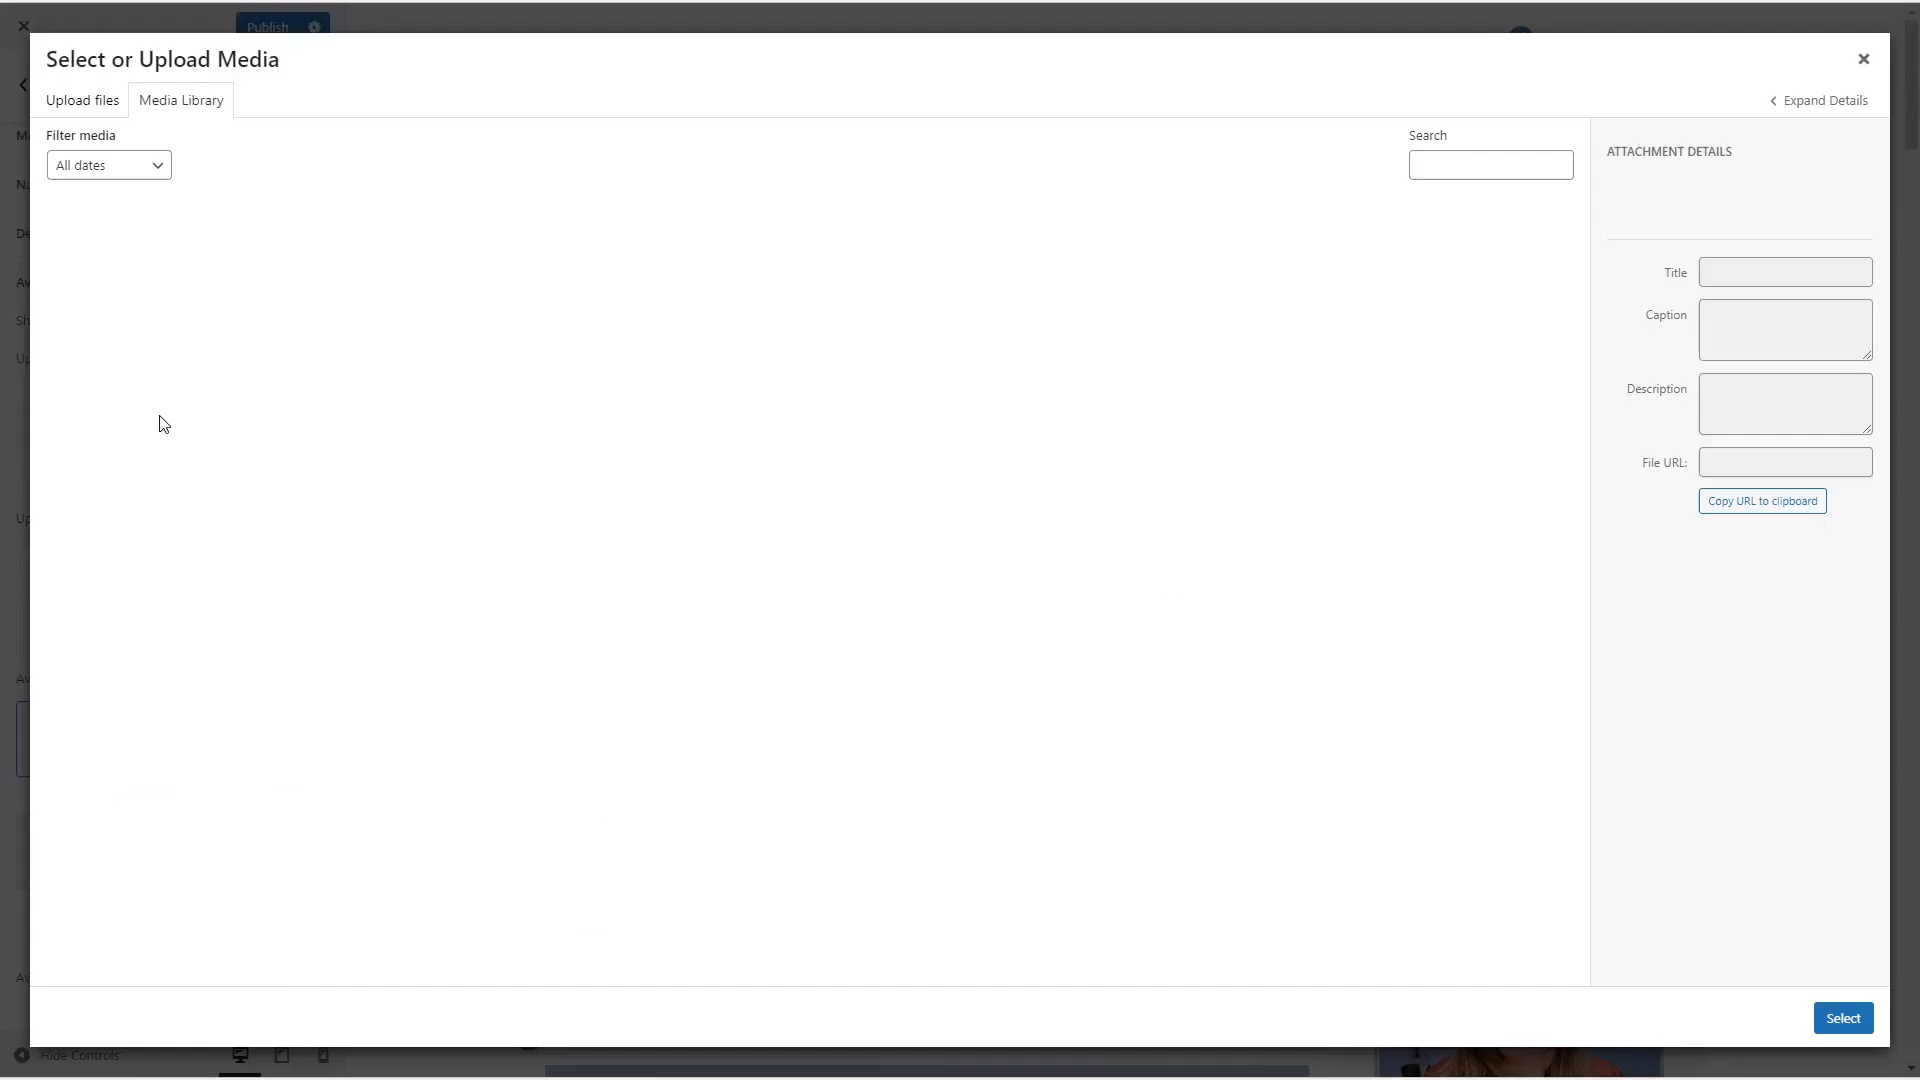 Publish
Select or Upload Media
Upload files
Media Library
Expand Details
Filter media
All dates
Search
ATTACHMENT DETAILS
Title
Caption
Description
File URL:
Copy URL to clipboard
Select
Hide Controls